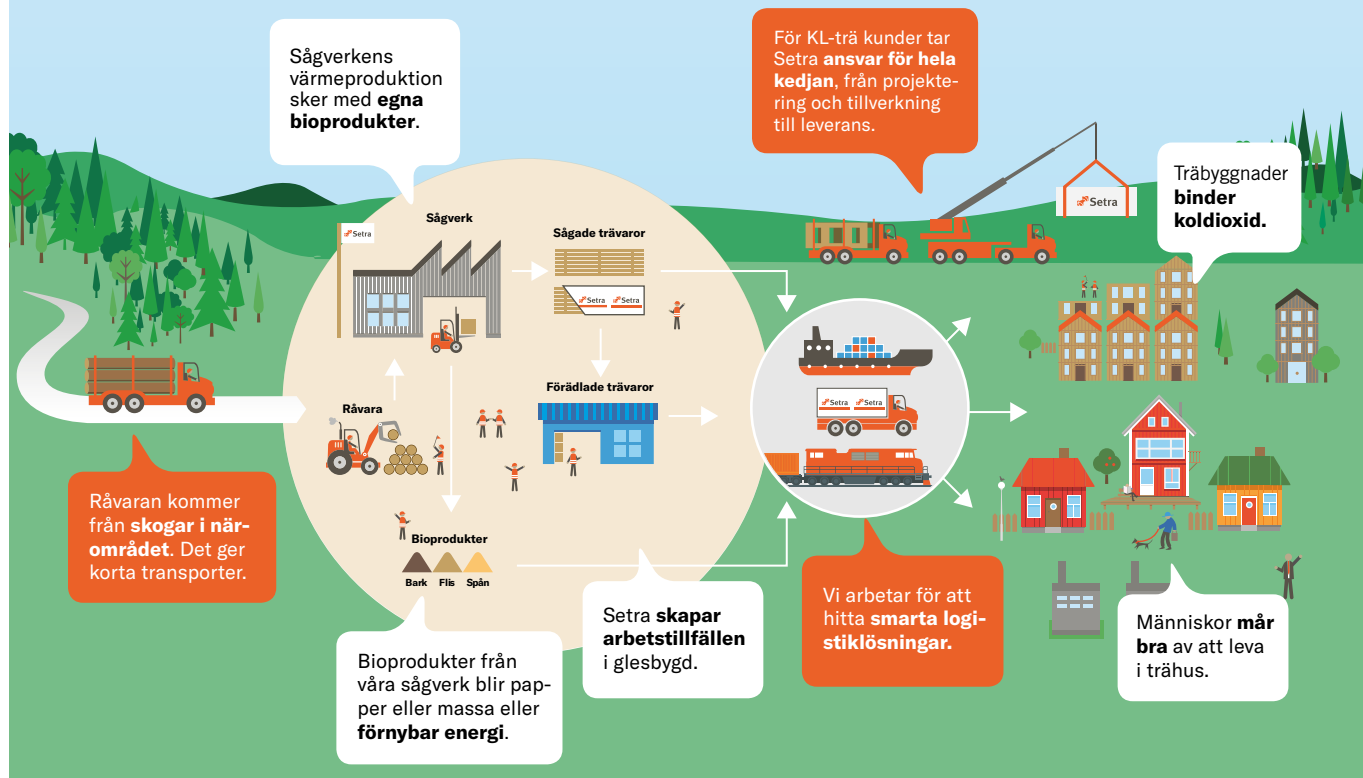 Sågverkens
värmeproduktion
sker med egna
bioprodukter.
För KL-trä kunder tar
Setra ansvar för hela
kedjan, från projekte-
ring och tillverkning
till leverans.
Träbyggnader
binder
koldioxid.
Setra
Sågverk
Setra
Sågade trävaror
Setra Setra
Förädlade trävaror
Råvara
Setra Setra
Råvaran kommer
från skogar i när-
området. Det ger
korta transporter.
Bioprodukter
Bark Flis Spån
Bioprodukter från
våra sågverk blir pap-
per eller massa eller
förnybar energi.
Setra skapar
arbetstillfällen
i glesbygd.
Vi arbetar för att
hitta smarta logi-
stiklösningar.
Människor mår
bra av att leva
i trähus.